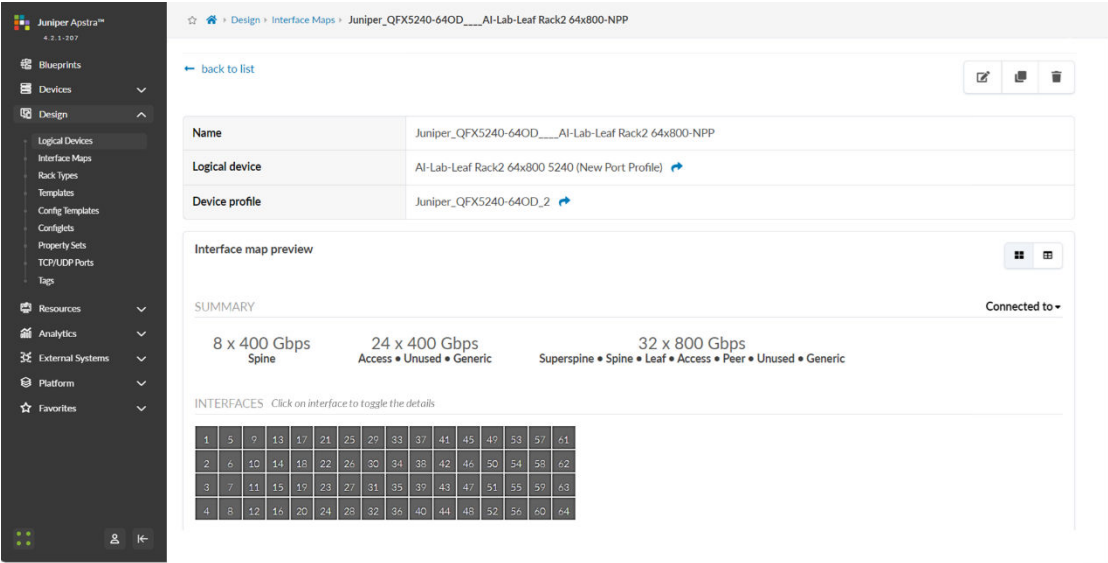 Juniper Apstra™
4.2.1-207
Blueprints
Devices
Design
Logical Devices
Interface Maps
Rack Types
Templates
Config Templates
Configlets
Property Sets
TCP/UDP Ports
Tags
Resources
Analytics
External Systems
Platform
Favorites
Design › Interface Maps › Juniper_QFX5240-64OD____AI-Lab-Leaf Rack2 64x800-NPP
← back to list
Name Juniper_QFX5240-64OD____AI-Lab-Leaf Rack2 64x800-NPP
Logical device AI-Lab-Leaf Rack2 64x800 5240 (New Port Profile)
Device profile Juniper_QFX5240-64OD_2
Interface map preview
SUMMARY Connected to
8 x 400 Gbps 24 x 400 Gbps 32 x 800 Gbps
Spine Access • Unused • Generic Superspine • Spine • Leaf • Access • Peer • Unused • Generic
INTERFACES Click on interface to toggle the details
1 5 9 13 17 21 25 29 33 37 41 45 49 53 57 61
2 6 10 14 18 22 26 30 34 38 42 46 50 54 58 62
3 7 11 15 19 23 27 31 35 39 43 47 51 55 59 63
4 8 12 16 20 24 28 32 36 40 44 48 52 56 60 64